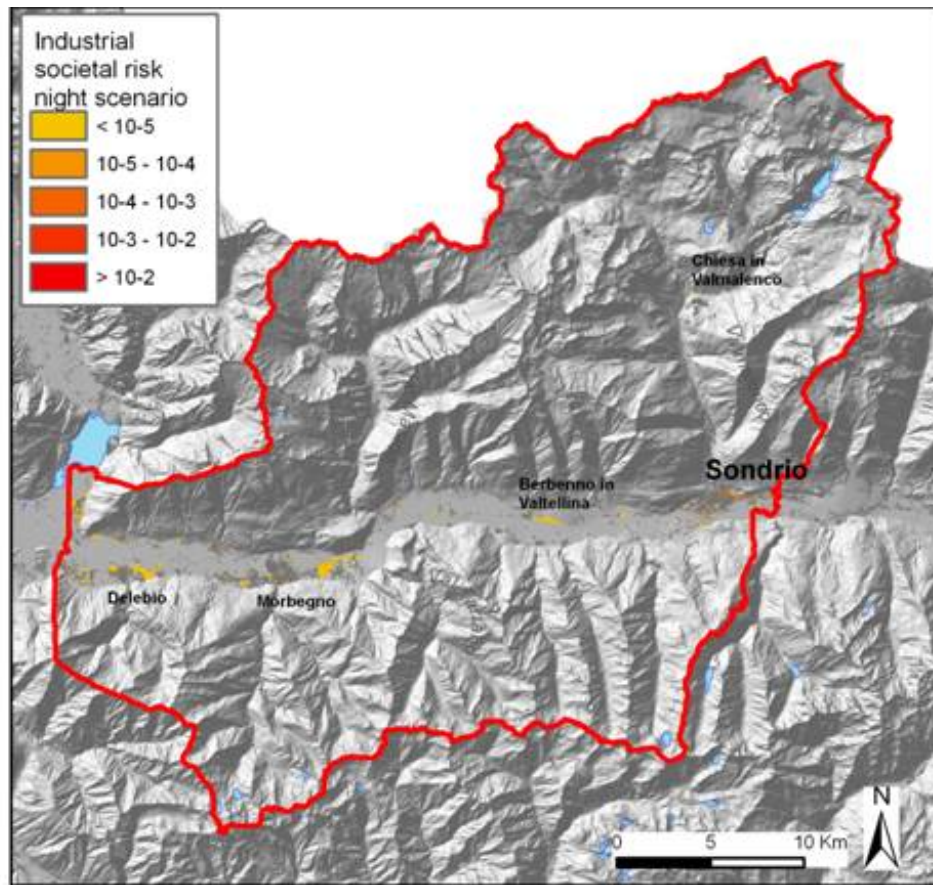 Industrial
societal risk
night scenario
< 10-5
10-5 - 10-4
10-4 - 10-3
10-3 - 10-2
> 10-2
Chiesa in
Valmalenco
Sondrio
Berbenno in
Valtellina
Delebio
Morbegno
N
0 5 10 Km